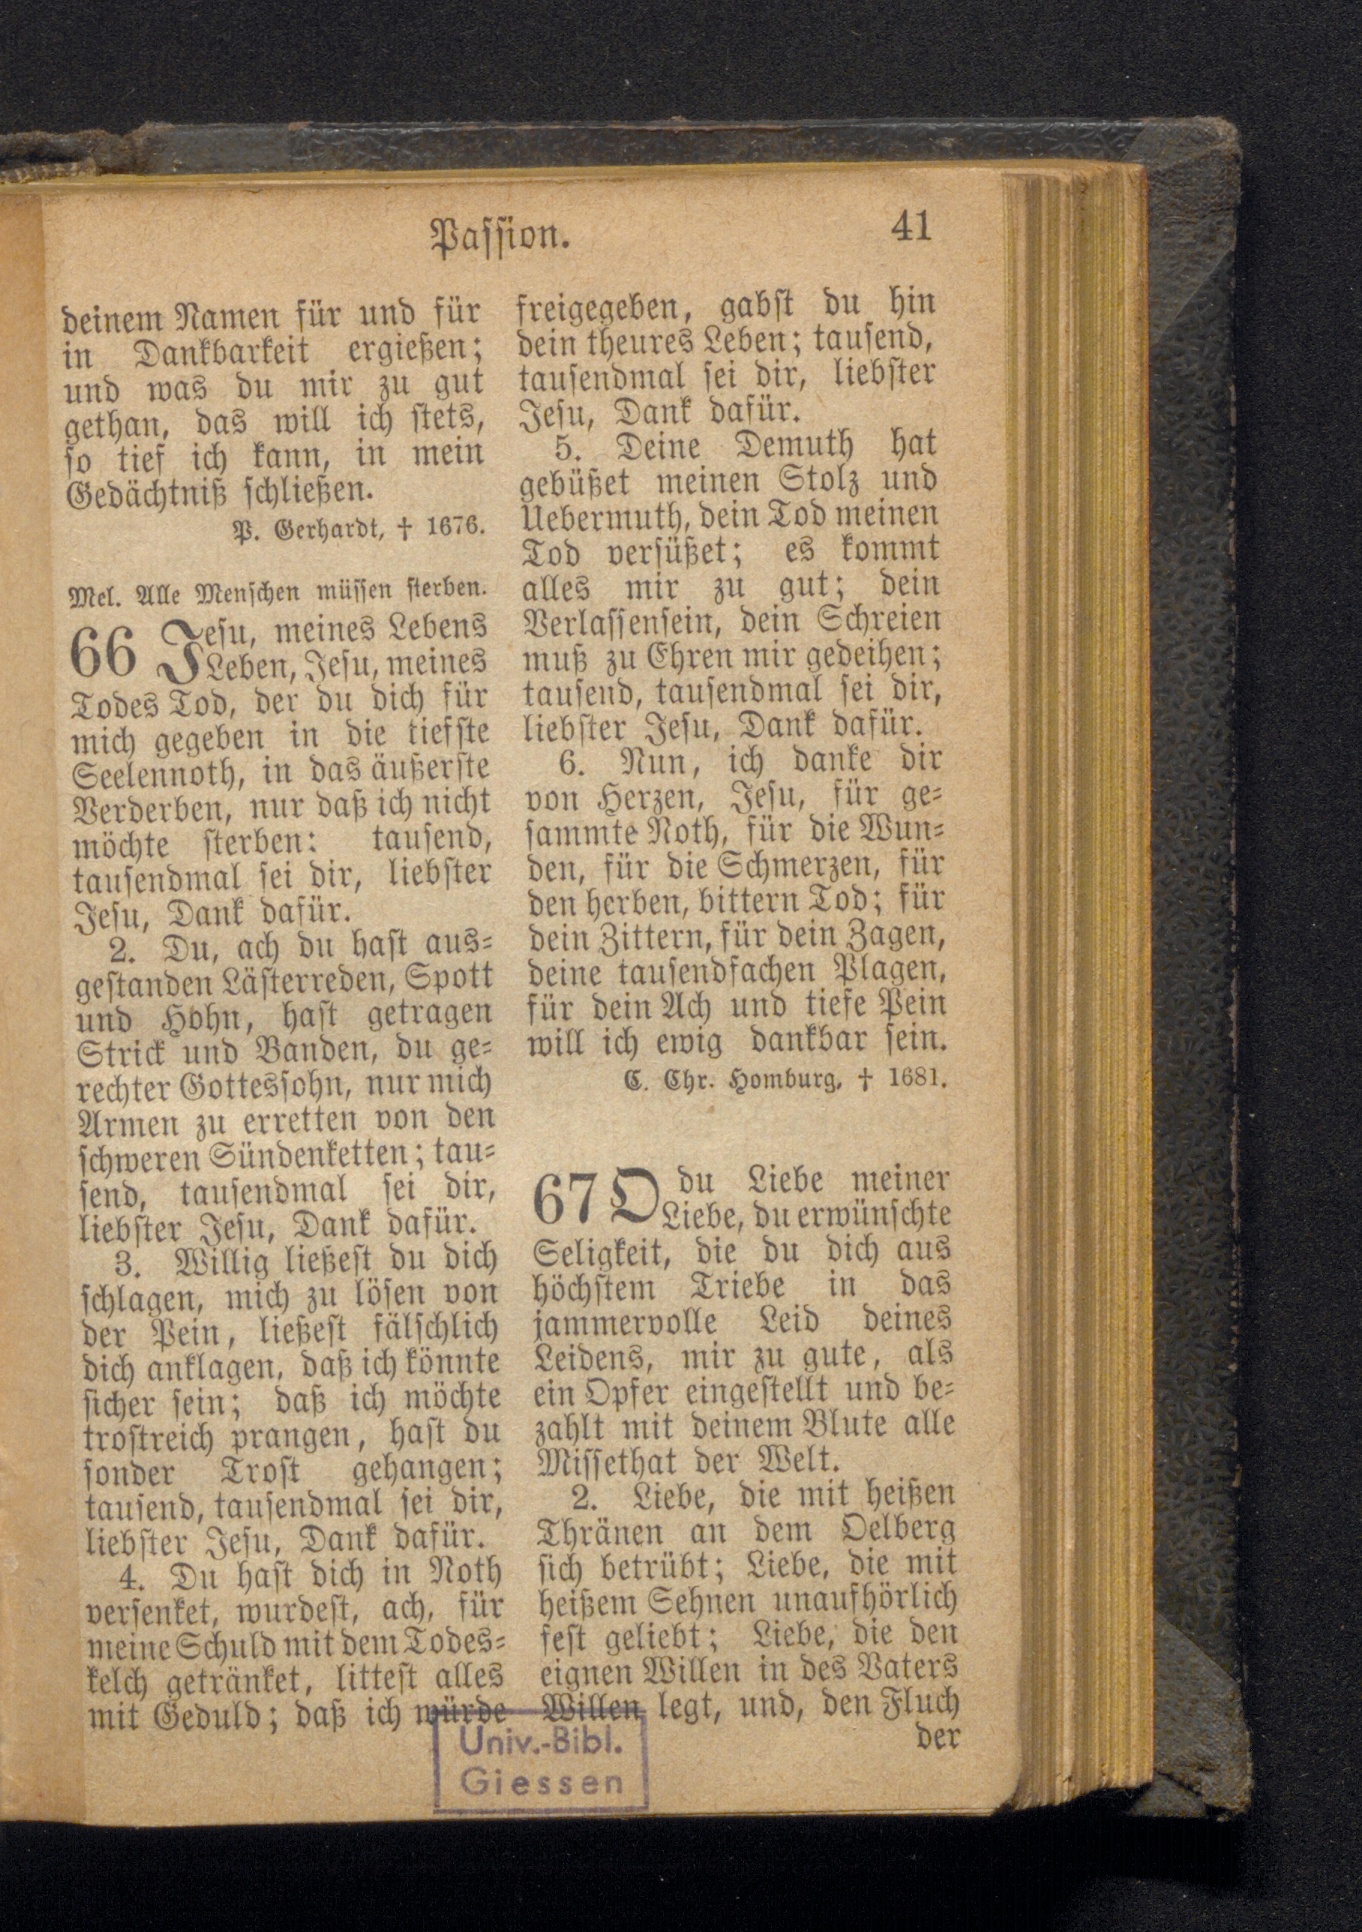 Passion.
41
deinem Namen für und für
in Dankbarkeit ergießen;
und was du mir zu gut
gethan, das will ich stets,
so tief ich kann, in mein
Gedächtniß schließen.
P. Gerhardt, † 1676.
Mel. Alle Menschen müssen sterben.
66 Jesu, meines Lebens
Leben, Jesu, meines
Todes Tod, der du dich für
mich gegeben in die tiefste
Seelennoth, in das äußerste
Verderben, nur daß ich nicht
möchte sterben: tausend,
tausendmal sei dir, liebster
Jesu, Dank dafür.
2. Du, ach du hast aus-
gestanden Lästerreden, Spott
und Hohn, hast getragen
Strick und Banden, du ge-
rechter Gottessohn, nur mich
Armen zu erretten von den
schweren Sündenketten; tau-
send, tausendmal sei dir,
liebster Jesu, Dank dafür.
3. Willig ließest du dich
schlagen, mich zu lösen von
der Pein, ließest fälschlich
dich anklagen, daß ich könnte
sicher sein; daß ich möchte
trostreich prangen, hast du
sonder Trost gehangen;
tausend, tausendmal sei dir,
liebster Jesu, Dank dafür.
4. Du hast dich in Noth
versenket, wurdest, ach, für
meine Schuld mit dem Todes-
kelch getränket, littest alles
mit Geduld; daß ich würde
freigegeben, gabst du hin
dein theures Leben; tausend,
tausendmal sei dir, liebster
Jesu, Dank dafür.
5. Deine Demuth hat
gebüßet meinen Stolz und
Uebermuth, dein Tod meinen
Tod versüßet; es kommt
alles mir zu gut; dein
Verlassensein, dein Schreien
muß zu Ehren mir gedeihen;
tausend, tausendmal sei dir,
liebster Jesu, Dank dafür.
6. Nun, ich danke dir
von Herzen, Jesu, für ge-
sammte Noth, für die Wun-
den, für die Schmerzen, für
den herben, bittern Tod; für
dein Zittern, für dein Zagen,
deine tausendfachen Plagen,
für dein Ach und tiefe Pein
will ich ewig dankbar sein.
E. Chr. Homburg, † 1681.
67 O du Liebe meiner
Liebe, du erwünschte
Seligkeit, die du dich aus
höchstem Triebe in das
jammervolle Leid deines
Leidens, mir zu gute, als
ein Opfer eingestellt und be-
zahlt mit deinem Blute alle
Missethat der Welt.
2. Liebe, die mit heißen
Thränen an dem Oelberg
sich betrübt; Liebe, die mit
heißem Sehnen unaufhörlich
fest geliebt; Liebe, die den
eignen Willen in des Vaters
Willen legt, und, den Fluch
der
Univ.-Bibl.
Giessen